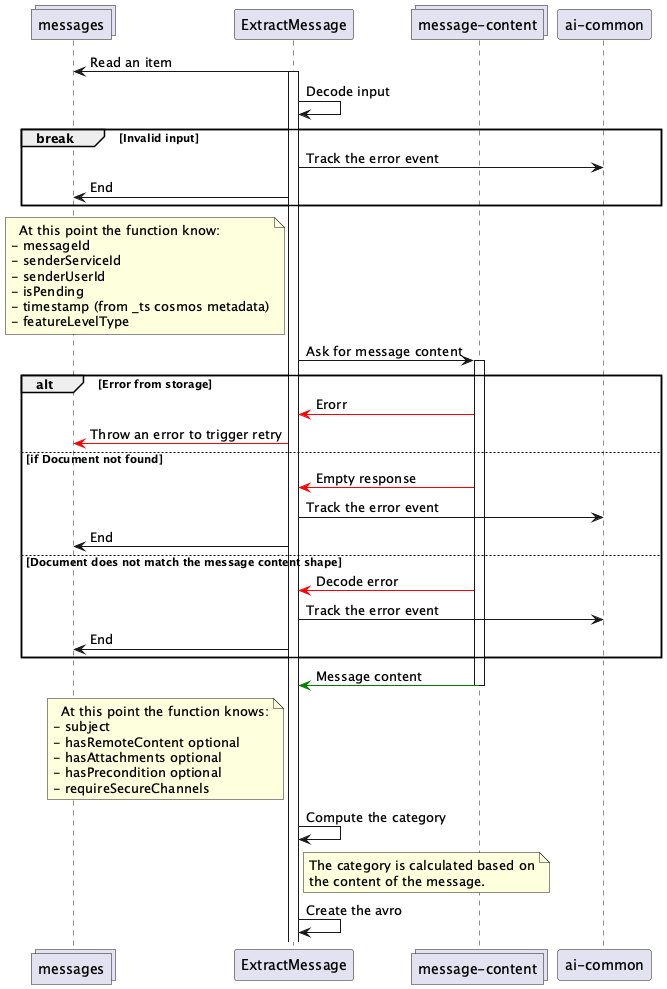 messages
ExtractMessage
message-content
ai-common
Read an item
Decode input
break
[Invalid input]
Track the error event
End
At this point the function know:
- messageId
- senderServiceId
- senderUserId
- isPending
- timestamp (from _ts cosmos metadata)
- featureLevelType
Ask for message content
alt
[Error from storage]
Erorr
Throw an error to trigger retry
[if Document not found]
Empty response
Track the error event
End
[Document does not match the message content shape]
Decode error
Track the error event
End
Message content
At this point the function knows:
- subject
- hasRemoteContent optional
- hasAttachments optional
- hasPrecondition optional
- requireSecureChannels
Compute the category
The category is calculated based on
the content of the message.
Create the avro
messages
ExtractMessage
message-content
ai-common